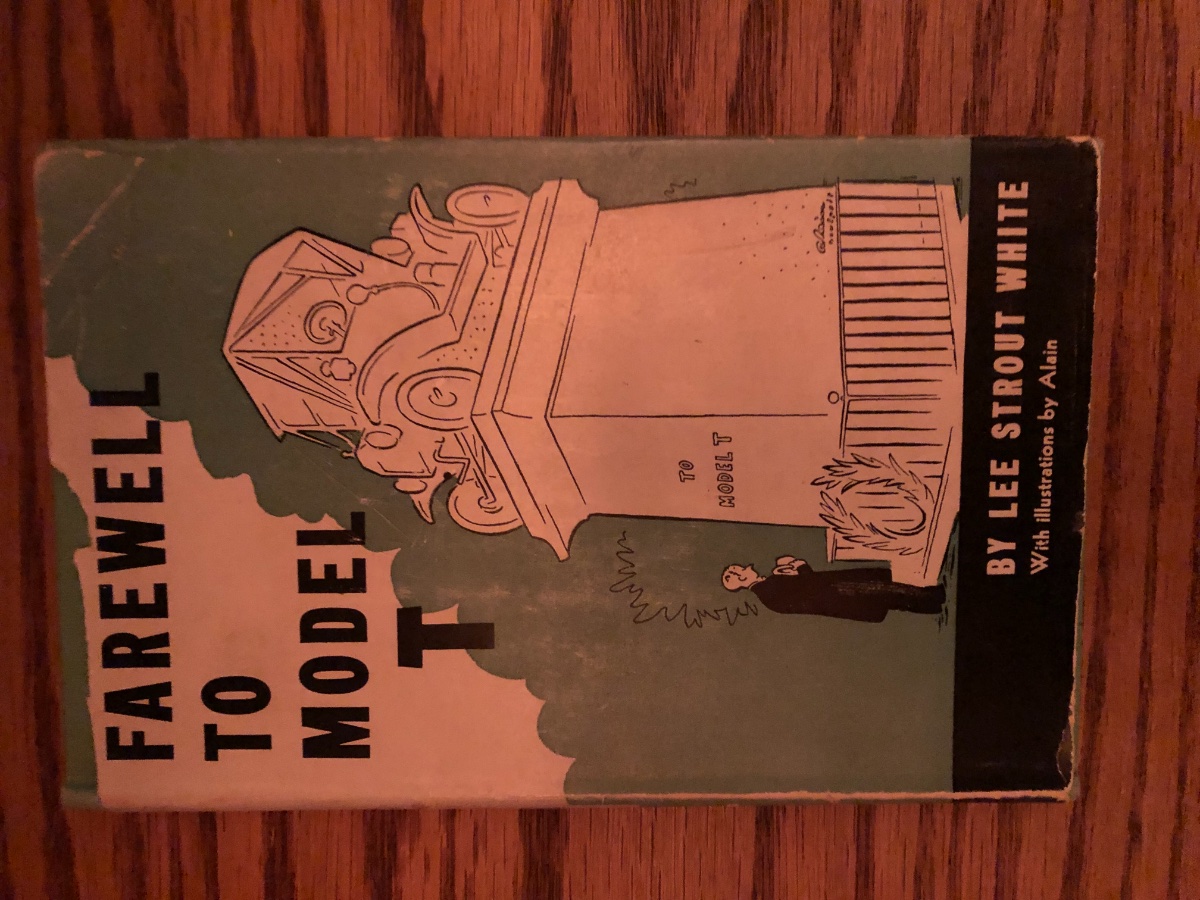 FAREWELL
TO
MODEL
T
TO
MODEL T
BY LEE STROUT WHITE
With illustrations by Alain